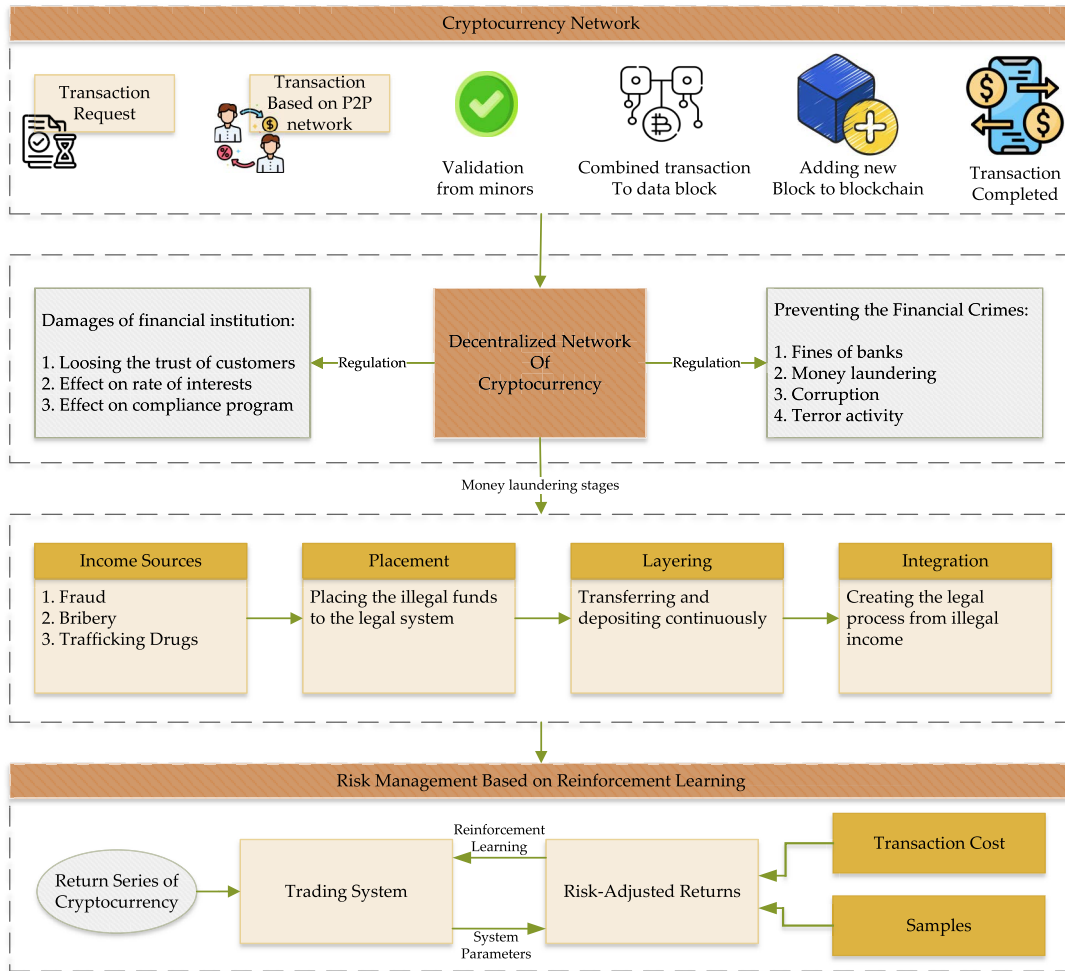 Cryptocurrency Network
Transaction
Request
Transaction
Based on P2P
network
Validation
from minors
Combined transaction
To data block
Adding new
Block to blockchain
Transaction
Completed
Damages of financial institution:
1. Loosing the trust of customers
2. Effect on rate of interests
3. Effect on compliance program
Regulation
Decentralized Network
Of
Cryptocurrency
Regulation
Preventing the Financial Crimes:
1. Fines of banks
2. Money laundering
3. Corruption
4. Terror activity
Money laundering stages
Income Sources
1. Fraud
2. Bribery
3. Trafficking Drugs
Placement
Placing the illegal funds
to the legal system
Layering
Transferring and
depositing continuously
Integration
Creating the legal
process from illegal
income
Risk Management Based on Reinforcement Learning
Return Series of
Cryptocurrency
Trading System
Reinforcement
Learning
System
Parameters
Risk-Adjusted Returns
Transaction Cost
Samples